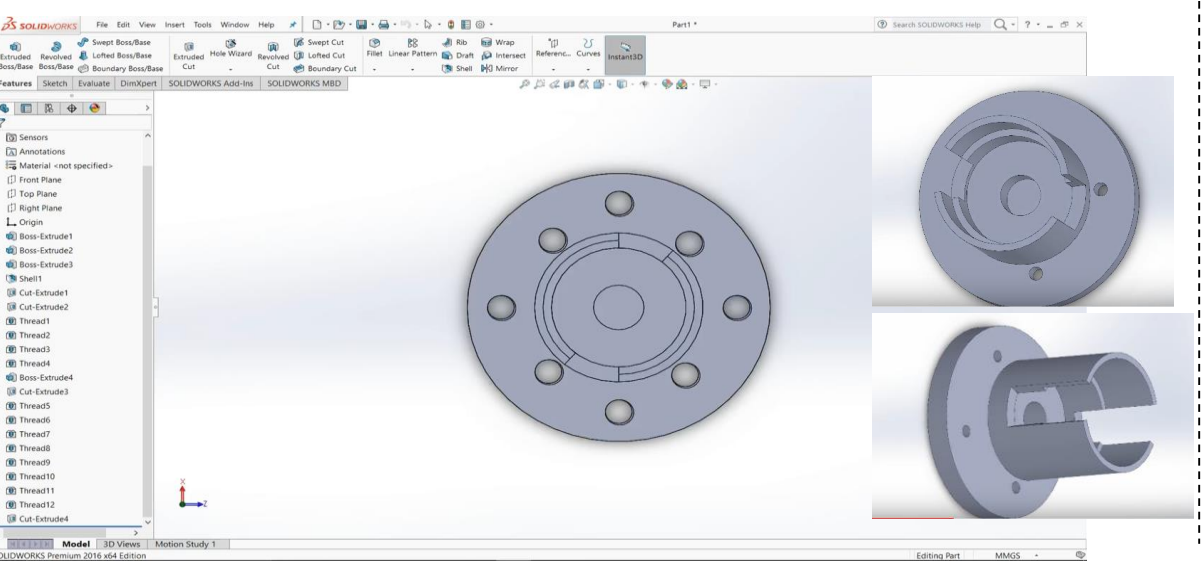 SOLIDWORKS File Edit View Insert Tools Window Help Part1 * Search SOLIDWORKS Help
Extruded Boss/Base
Revolved Boss/Base
Swept Boss/Base
Lofted Boss/Base
Boundary Boss/Base
Extruded Cut
Hole Wizard
Revolved Cut
Swept Cut
Lofted Cut
Boundary Cut
Fillet
Linear Pattern
Rib
Draft
Shell
Wrap
Intersect
Mirror
Referenc...
Curves
Instant3D
Features Sketch Evaluate DimXpert SOLIDWORKS Add-Ins SOLIDWORKS MBD
Sensors
Annotations
Material <not specified>
Front Plane
Top Plane
Right Plane
Origin
Boss-Extrude1
Boss-Extrude2
Boss-Extrude3
Shell1
Cut-Extrude1
Cut-Extrude2
Thread1
Thread2
Thread3
Thread4
Boss-Extrude4
Cut-Extrude3
Thread5
Thread6
Thread7
Thread8
Thread9
Thread10
Thread11
Thread12
Cut-Extrude4
X
Z
Model 3D Views Motion Study 1
SOLIDWORKS Premium 2016 x64 Edition Editing Part MMGS